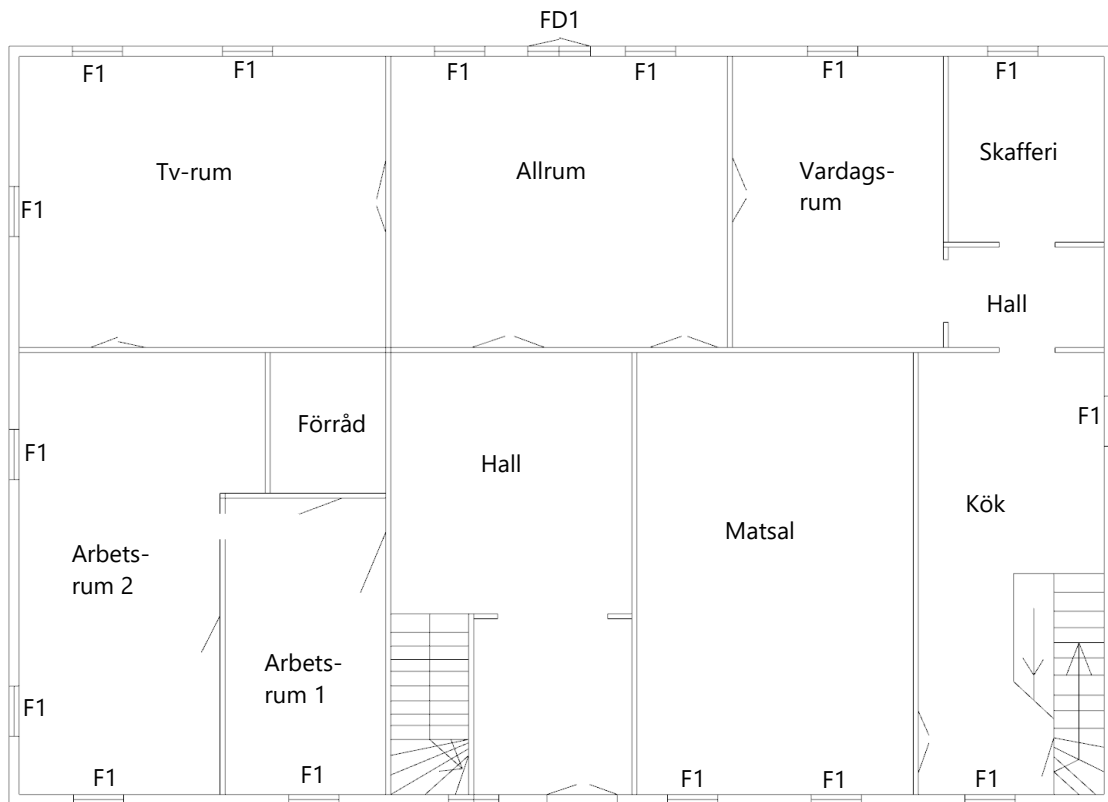 FD1
F1
F1
F1
F1
F1
F1
Tv-rum
Allrum
Vardags-
rum
Skafferi
F1
Hall
F1
Förråd
F1
Hall
Kök
Matsal
Arbets-
rum 2
Arbets-
rum 1
F1
F1
F1
F1
F1
F1